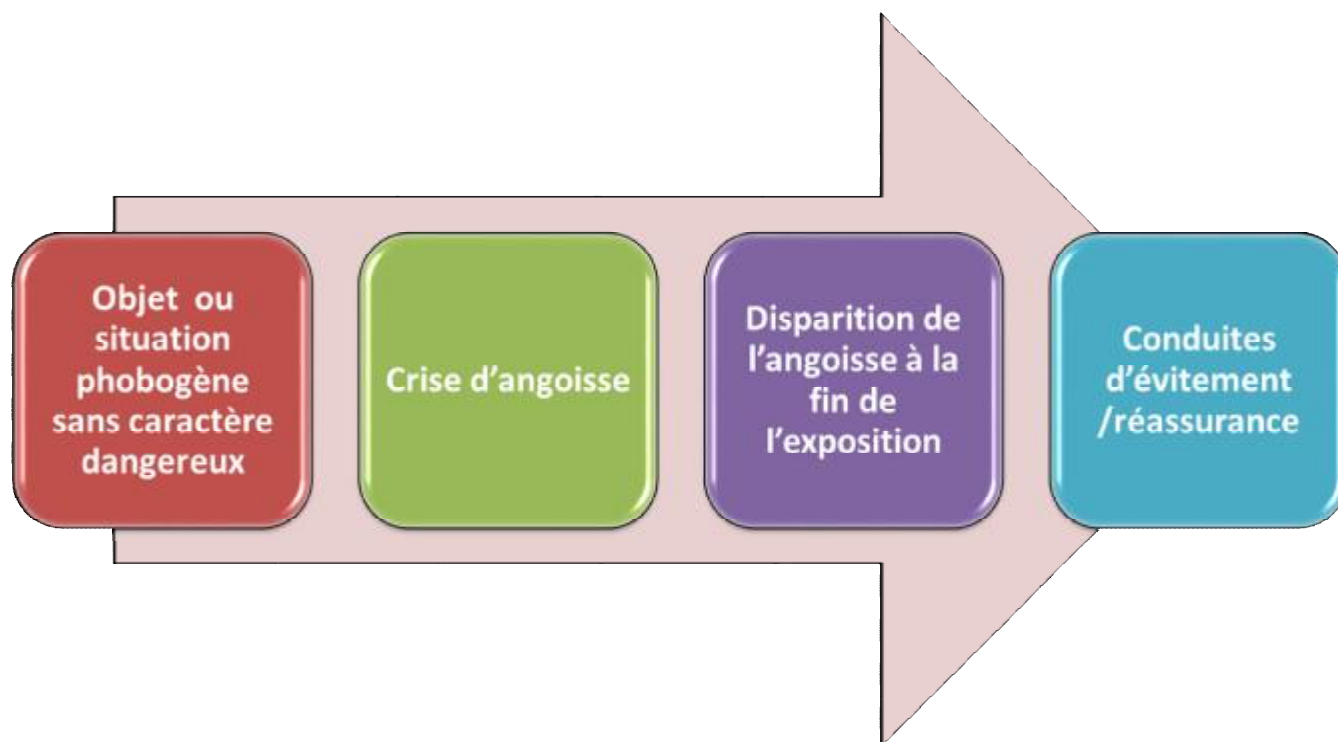 Objet ou
situation
phobogène
sans caractère
dangereux
Crise d’angoisse
Disparition de
l’angoisse à la
fin de
l’exposition
Conduites
d’évitement
/réassurance